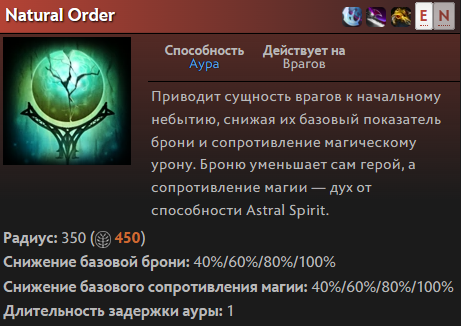 Natural Order
E N
Способность
Действует на
Аура
Врагов
Приводит сущность врагов к начальному
небытию, снижая их базовый показатель
брони и сопротивление магическому
урону. Броню уменьшает сам герой, а
сопротивление магии — дух от
способности Astral Spirit.
Радиус: 350 (450)
Снижение базовой брони: 40%/60%/80%/100%
Снижение базового сопротивления магии: 40%/60%/80%/100%
Длительность задержки ауры: 1